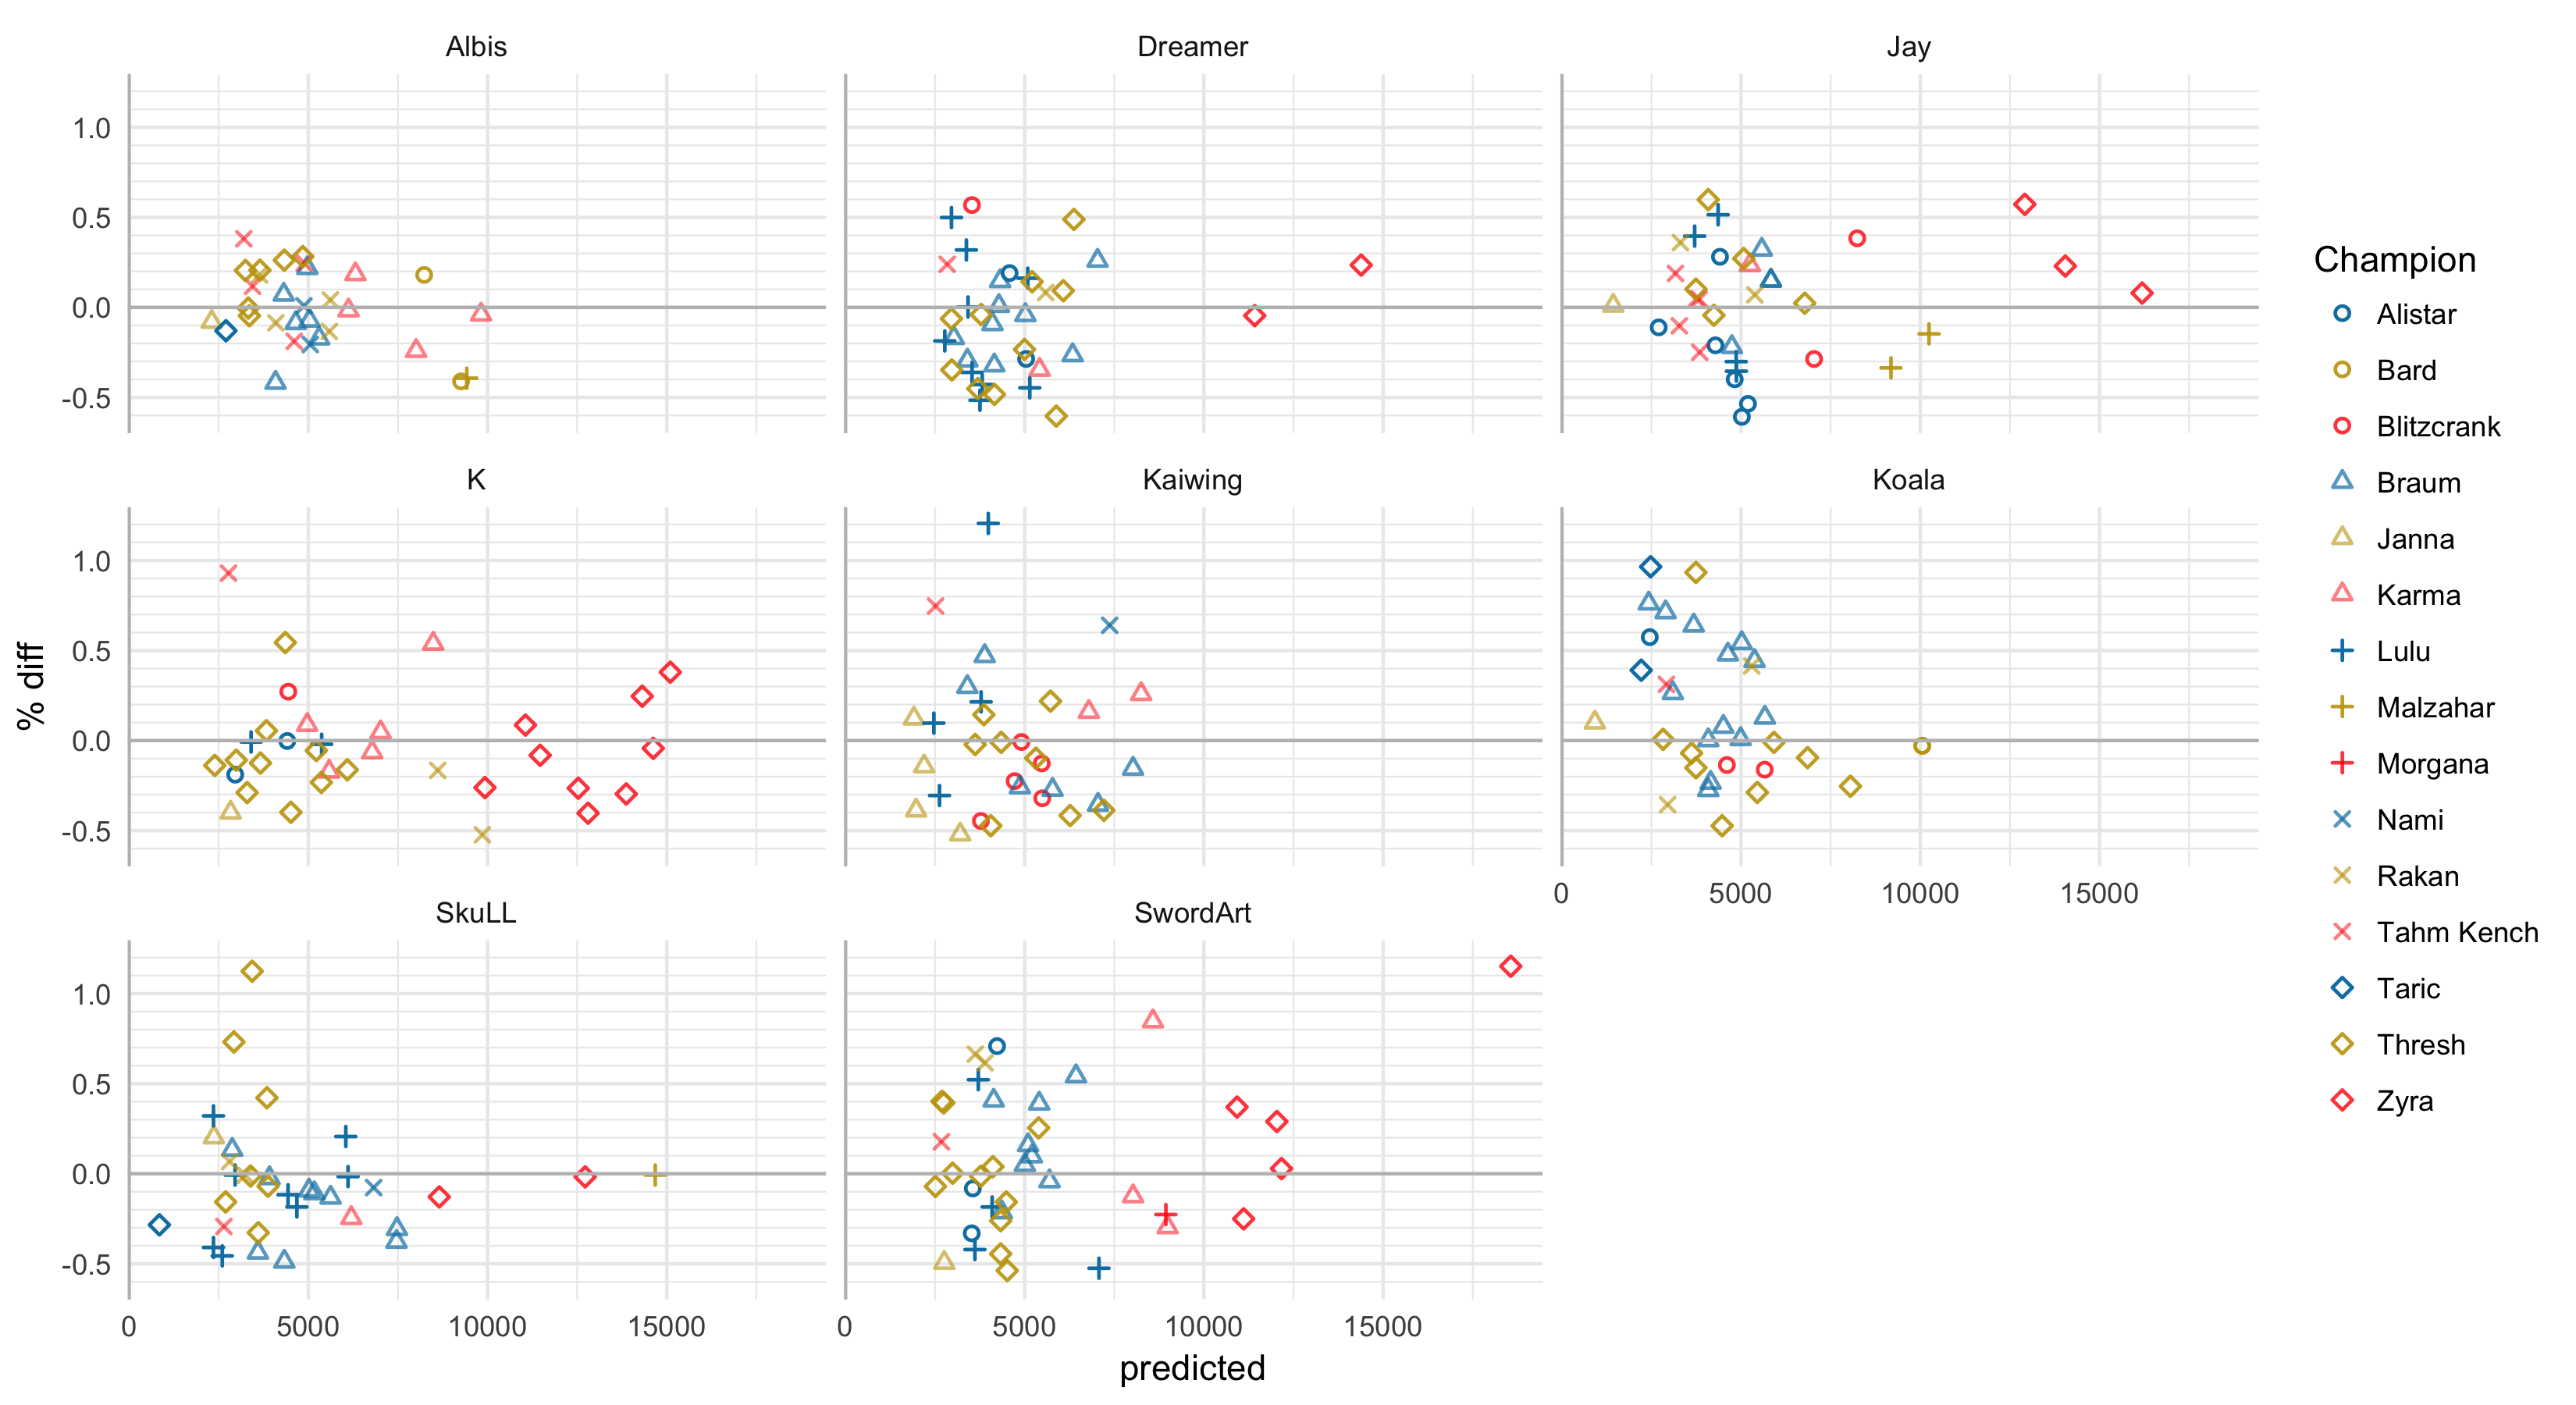 Albis
Dreamer
Jay
1.0
0.5
0.0
-0.5
K
Kaiwing
Koala
1.0
0.5
0.0
-0.5
0
5000
10000
15000
SkuLL
SwordArt
1.0
0.5
0.0
-0.5
0
5000
10000
15000
0
5000
10000
15000
predicted
% diff
Champion
Alistar
Bard
Blitzcrank
Braum
Janna
Karma
Lulu
Malzahar
Morgana
Nami
Rakan
Tahm Kench
Taric
Thresh
Zyra